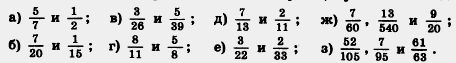 а) 5/7 и 1/2; в) 3/26 и 5/39; д) 7/13 и 2/11; ж) 7/60, 13/540 и 9/20;
б) 7/20 и 1/15; г) 8/11 и 5/8; е) 3/22 и 2/33; з) 52/105, 7/95 и 61/63.